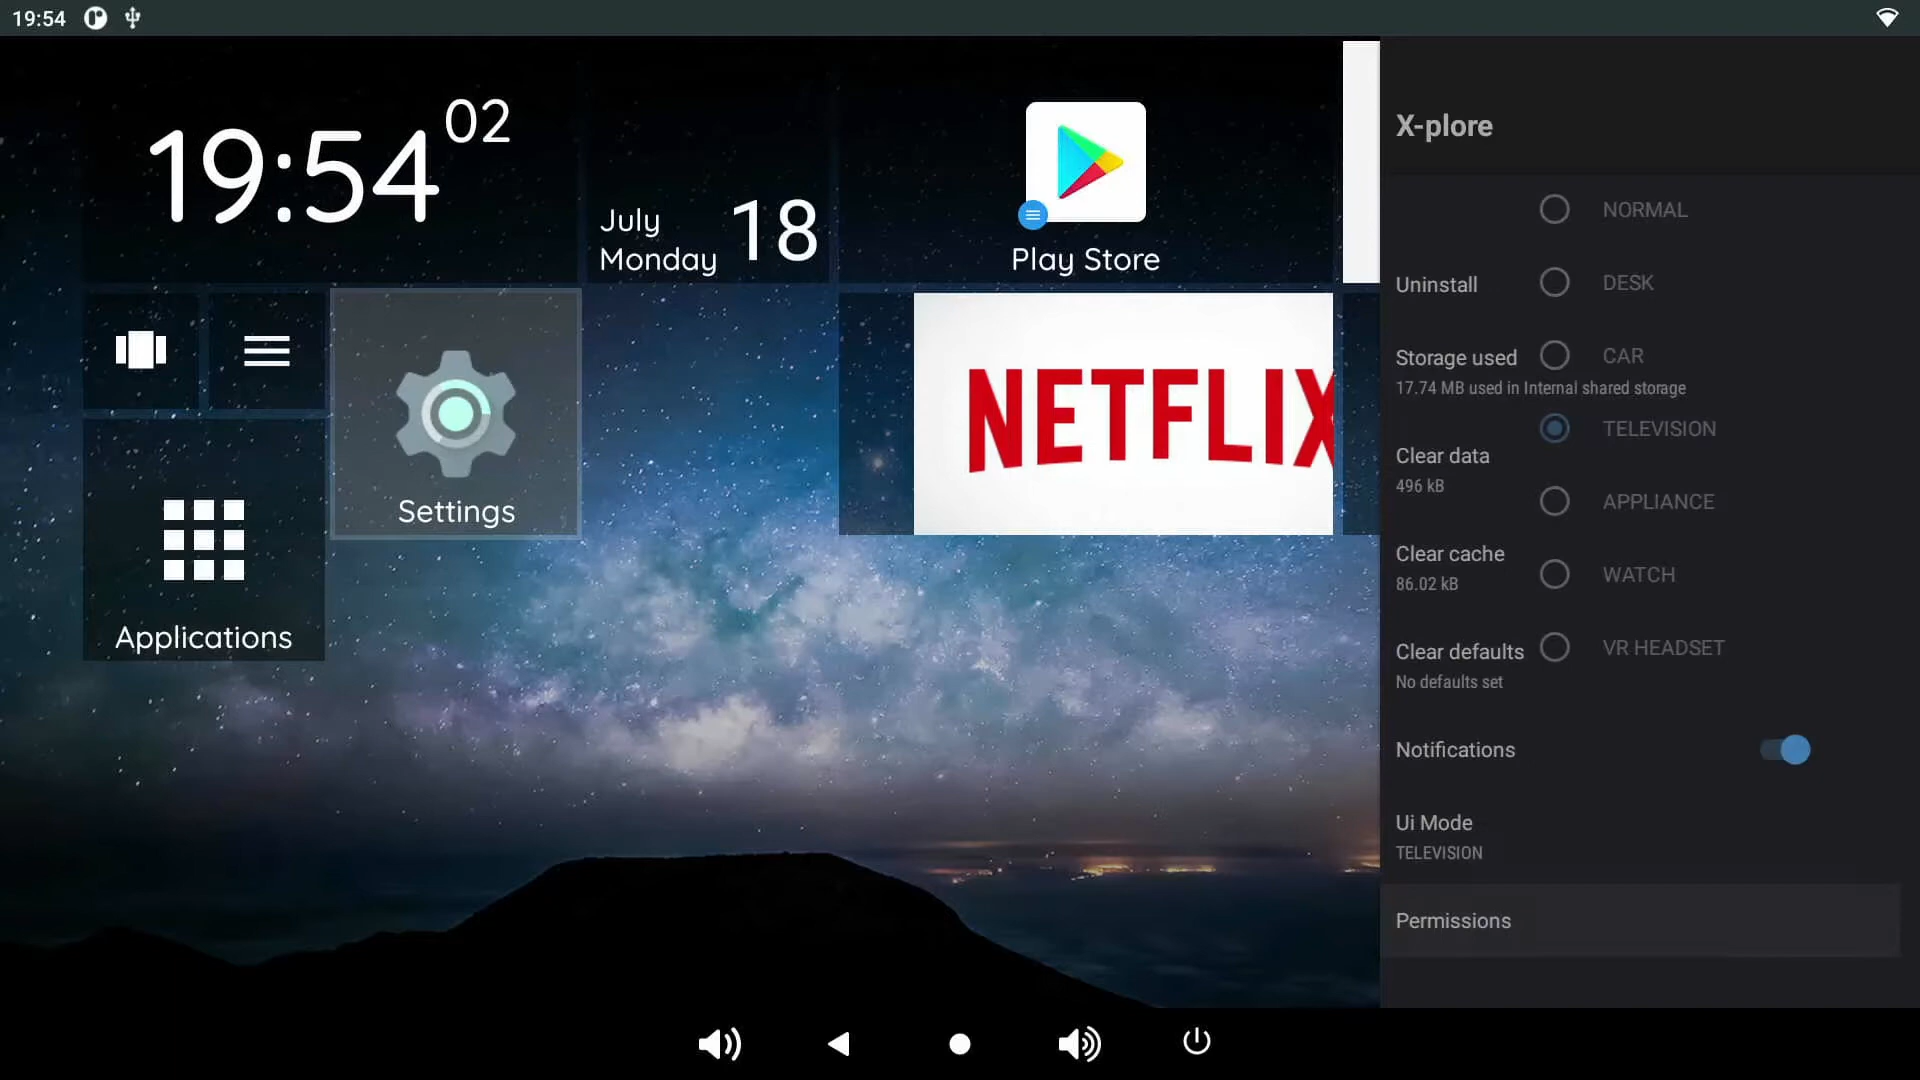 19:54
19:54 02
July
Monday 18
Play Store
NETFLIX
Settings
Applications
X-plore
NORMAL
Uninstall
DESK
Storage used
CAR
17.74 MB used in Internal shared storage
TELEVISION
Clear data
496 kB
APPLIANCE
Clear cache
86.02 kB
WATCH
Clear defaults
VR HEADSET
No defaults set
Notifications
Ui Mode
TELEVISION
Permissions